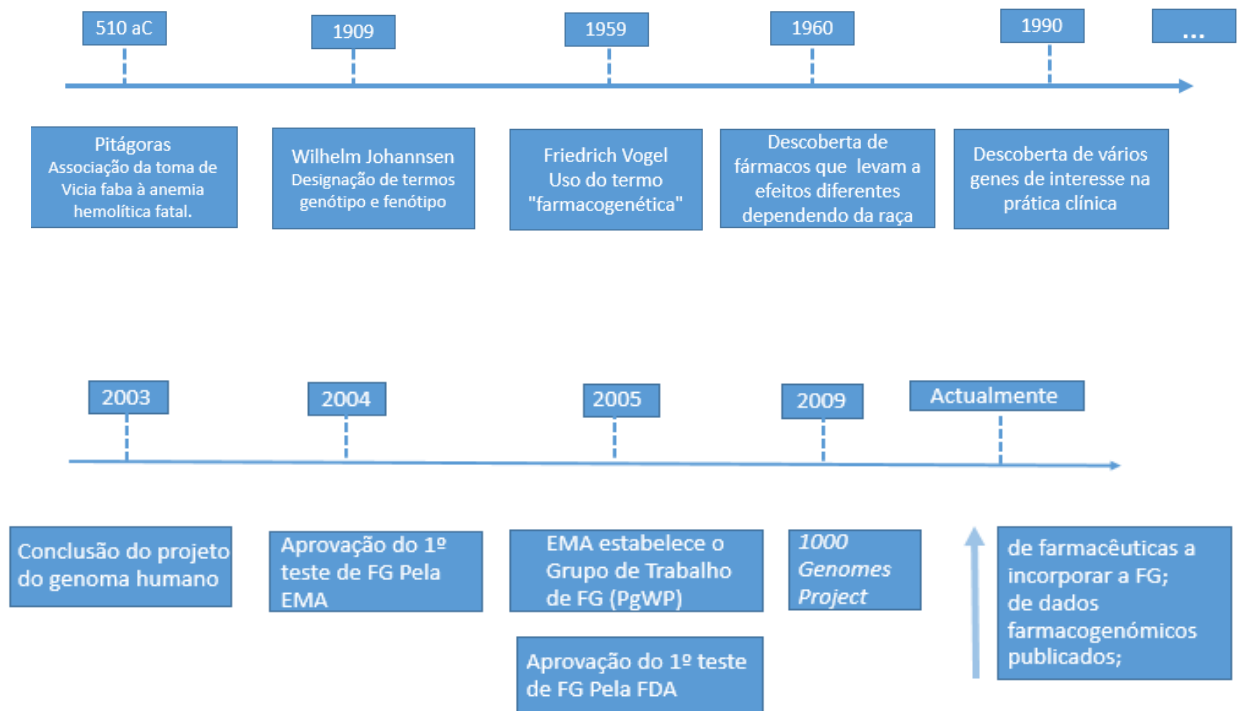 510 aC
1909
1959
1960
1990
...
Pitágoras
Associação da toma de
Vicia faba à anemia
hemolítica fatal.
Wilhelm Johannsen
Designação de termos
genótipo e fenótipo
Friedrich Vogel
Uso do termo
"farmacogenética"
Descoberta de
fármacos que levam a
efeitos diferentes
dependendo da raça
Descoberta de vários
genes de interesse na
prática clínica
2003
2004
2005
2009
Actualmente
Conclusão do projeto
do genoma humano
Aprovação do 1º
teste de FG Pela
EMA
EMA estabelece o
Grupo de Trabalho
de FG (PgWP)
Aprovação do 1º teste
de FG Pela FDA
1000
Genomes
Project
de farmacêuticas a
incorporar a FG;
de dados
farmacogenómicos
publicados;